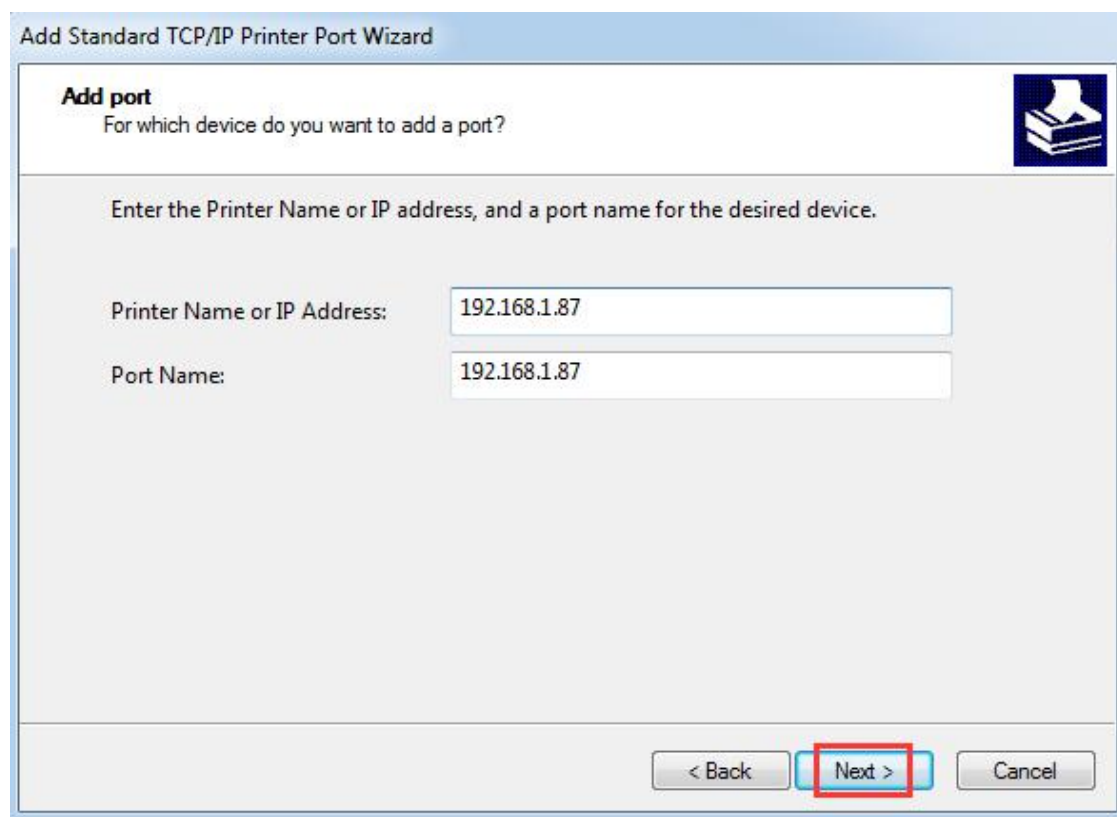 Add Standard TCP/IP Printer Port Wizard
Add port
For which device do you want to add a port?
Enter the Printer Name or IP address, and a port name for the desired device.
Printer Name or IP Address: 192.168.1.87
Port Name: 192.168.1.87
< Back Next > Cancel